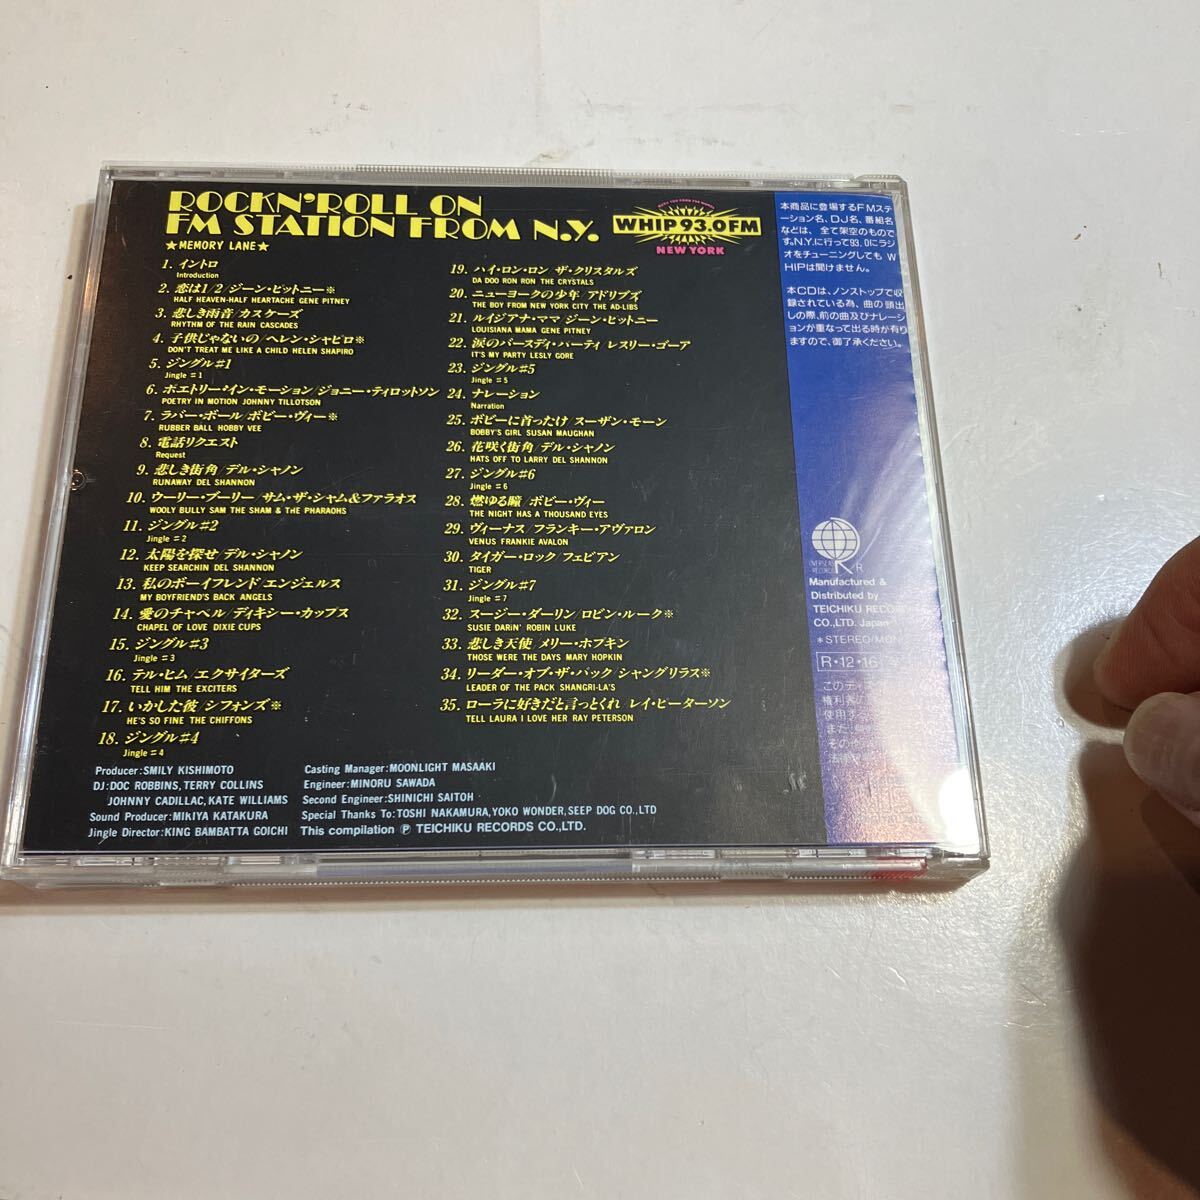 ROCKN'ROLL ON
FM STATION FROM N.Y.
★MEMORY LANE★
WHIP 93.0FM
NEW YORK
1. イントロ
Introduction
2. 恋は1/2/ジーン・ピットニー※
HALF HEAVEN-HALF HEARTACHE GENE PITNEY
3. 悲しき雨音/カスケーズ
RHYTHM OF THE RAIN CASCADES
4. 子供じゃないの/ヘレン・シャピロ※
DON'T TREAT ME LIKE A CHILD HELEN SHAPIRO
5. ジングル#1
Jingle #1
6. ポエトリー・イン・モーション/ジョニー・ティロットソン
POETRY IN MOTION JOHNNY TILLOTSON
7. ラバー・ボール/ボビー・ヴィー※
RUBBER BALL HOBBY VEE
8. 電話リクエスト
Request
9. 悲しき街角/デル・シャノン
RUNAWAY DEL SHANNON
10. ウーリー・ブーリー/サム・ザ・シャム&ファラオス
WOOLY BULLY SAM THE SHAM & THE PHARAOHS
11. ジングル#2
Jingle #2
12. 太陽を探せ/デル・シャノン
KEEP SEARCHIN DEL SHANNON
13. 私のボーイフレンド/エンジェルス
MY BOYFRIEND'S BACK ANGELS
14. 愛のチャペル/ディキシー・カップス
CHAPEL OF LOVE DIXIE CUPS
15. ジングル#3
Jingle #3
16. テル・ヒム/エクサイターズ
TELL HIM THE EXCITERS
17. いかした彼/シフォンズ※
HE'S SO FINE THE CHIFFONS
18. ジングル#4
Jingle #4
19. ハイ・ロン・ロン/ザ・クリスタルズ
DA DOO RON RON THE CRYSTALS
20. ニューヨークの少年/アドリブズ
THE BOY FROM NEW YORK CITY THE AD-LIBS
21. ルイジアナ・ママ/ジーン・ピットニー
LOUISIANA MAMA GENE PITNEY
22. 涙のバースディ・パーティ/レスリー・ゴーア
IT'S MY PARTY LESLY GORE
23. ジングル#5
Jingle #5
24. ナレーション
Narration
25. ボビーに首ったけ/スーザン・モーン
BOBBY'S GIRL SUSAN MAUGHAN
26. 花咲く街角/デル・シャノン
HATS OFF TO LARRY DEL SHANNON
27. ジングル#6
Jingle #6
28. 燃ゆる瞳/ボビー・ヴィー
THE NIGHT HAS A THOUSAND EYES
29. ヴィーナス/フランキー・アヴァロン
VENUS FRANKIE AVALON
30. タイガー・ロック/フェビアン
TIGER
31. ジングル#7
Jingle #7
32. スージー・ダーリン/ロビン・ルーク※
SUSIE DARIN' ROBIN LUKE
33. 悲しき天使/メリー・ホプキン
THOSE WERE THE DAYS MARY HOPKIN
34. リーダー・オブ・ザ・パック/シャングリラス※
LEADER OF THE PACK SHANGRI-LA'S
35. ローラに好きだと言っとくれ/レイ・ピーターソン
TELL LAURA I LOVE HER RAY PETERSON
Producer:SMILY KISHIMOTO
DJ:DOC ROBBINS,TERRY COLLINS
JOHNNY CADILLAC,KATE WILLIAMS
Sound Producer:MIKIYA KATAKURA
Jingle Director:KING BAMBATTA GOICHI
Casting Manager:MOONLIGHT MASAAKI
Engineer:MINORU SAWADA
Second Engineer:SHINICHI SAITOH
Special Thanks To:TOSHI NAKAMURA,YOKO WONDER,SEEP DOG CO.,LTD
This compilation Ⓟ TEICHIKU RECORDS CO.,LTD.
本商品に登場するFMステ
ーション名、DJ名、番組名
などは、全て架空のもので
す。N.Y.に行って93.0にラジ
オをチューニングしてもW
HIPは聞けません。
本CDは、ノンストップで収
録されている為、曲の頭出
しの際、前の曲及びナレーシ
ョンが重なって出る時が有り
ますので、御了承ください。
OVERSEAS RECORDS R
Manufactured &
Distributed by
TEICHIKU RECORDS
CO.,LTD. Japan
*STEREO/MONO
R・12・16
このディス
権利者の
使用す
また、
その他